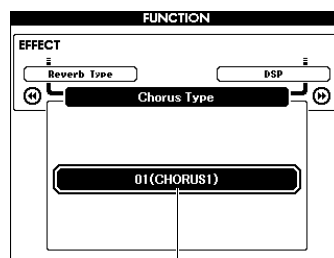 FUNCTION
EFFECT
Reverb Type
DSP
Chorus Type
01(CHORUS1)